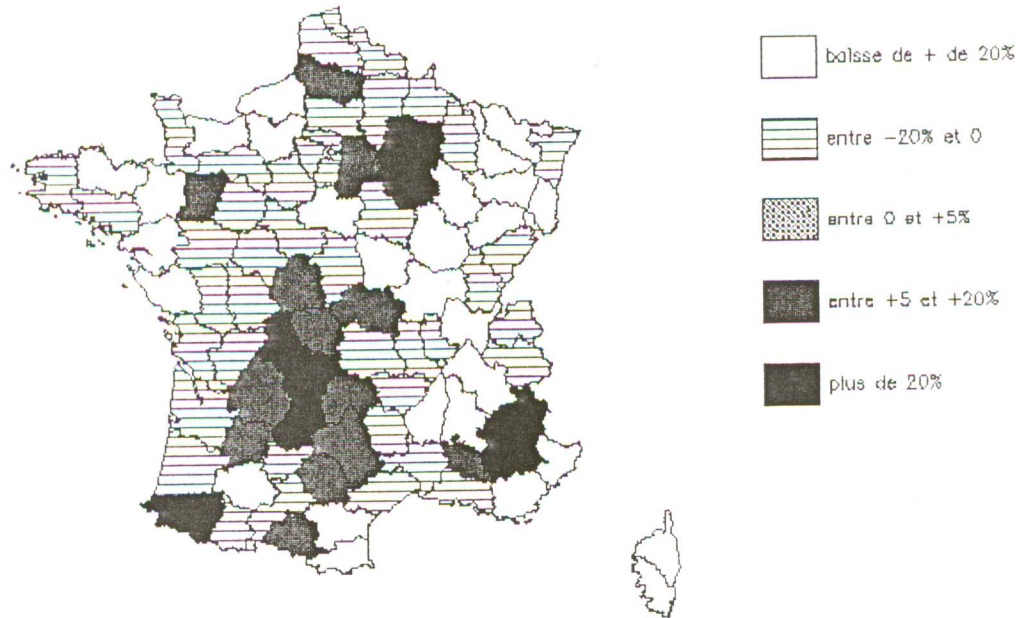 baisse de + de 20%
entre -20% et 0
entre 0 et +5%
entre +5 et +20%
plus de 20%